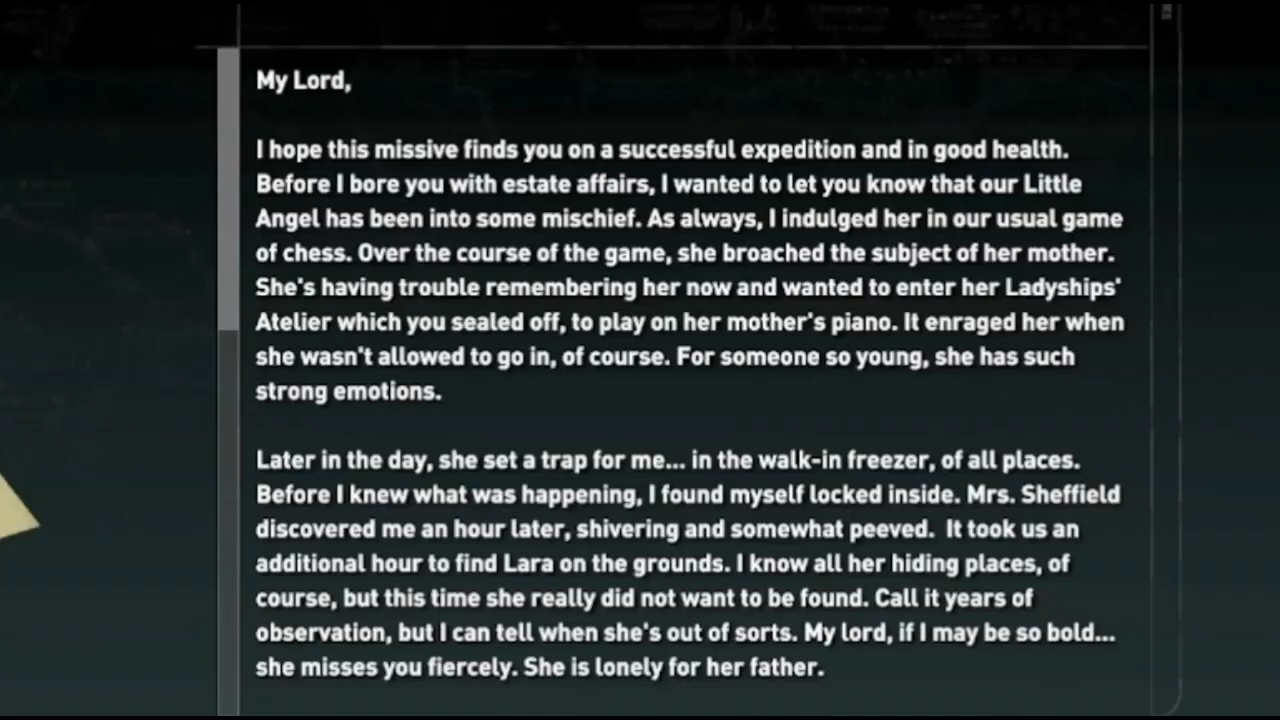 My Lord,
I hope this missive finds you on a successful expedition and in good health.
Before I bore you with estate affairs, I wanted to let you know that our Little
Angel has been into some mischief. As always, I indulged her in our usual game
of chess. Over the course of the game, she broached the subject of her mother.
She's having trouble remembering her now and wanted to enter her Ladyships'
Atelier which you sealed off, to play on her mother's piano. It enraged her when
she wasn't allowed to go in, of course. For someone so young, she has such
strong emotions.
Later in the day, she set a trap for me... in the walk-in freezer, of all places.
Before I knew what was happening, I found myself locked inside. Mrs. Sheffield
discovered me an hour later, shivering and somewhat peeved.  It took us an
additional hour to find Lara on the grounds. I know all her hiding places, of
course, but this time she really did not want to be found. Call it years of
observation, but I can tell when she's out of sorts. My lord, if I may be so bold...
she misses you fiercely. She is lonely for her father.